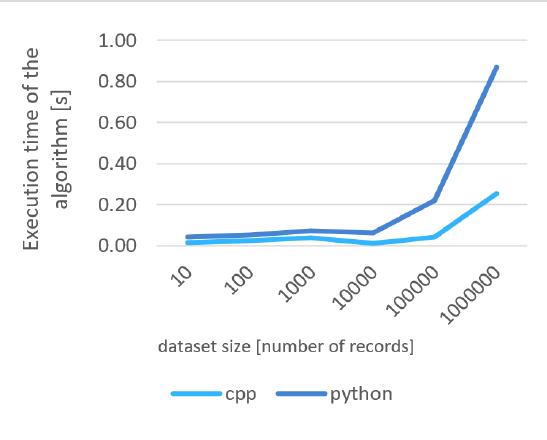 Execution time of the
algorithm [s]
1.00
0.80
0.60
0.40
0.20
0.00
10
100
1000
10000
100000
1000000
dataset size [number of records]
cpp
python